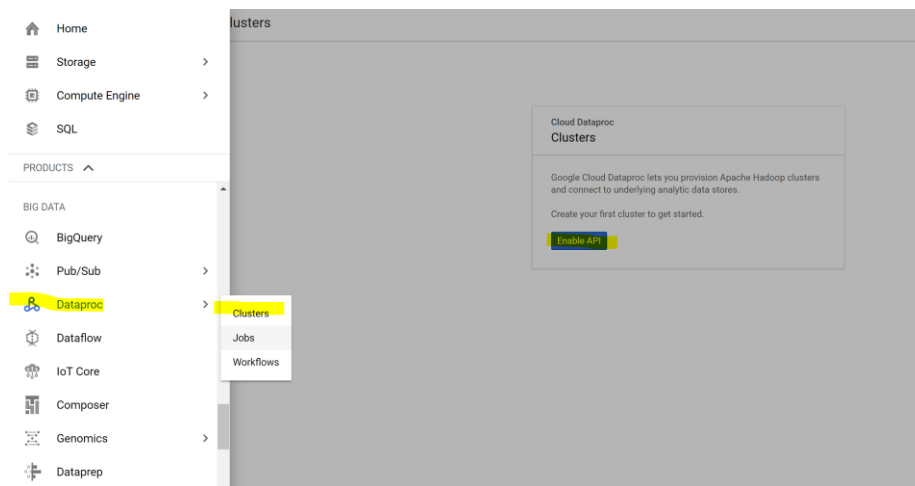 Home
Storage
Compute Engine
SQL
PRODUCTS
BIG DATA
BigQuery
Pub/Sub
Dataproc
Dataflow
IoT Core
Composer
Genomics
Dataprep
Clusters
Jobs
Workflows
lusters
Cloud Dataproc
Clusters
Google Cloud Dataproc lets you provision Apache Hadoop clusters
and connect to underlying analytic data stores.
Create your first cluster to get started.
Enable API